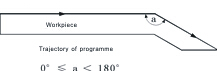 a
Workpiece
Trajectory of programme
0° ≤ a < 180°